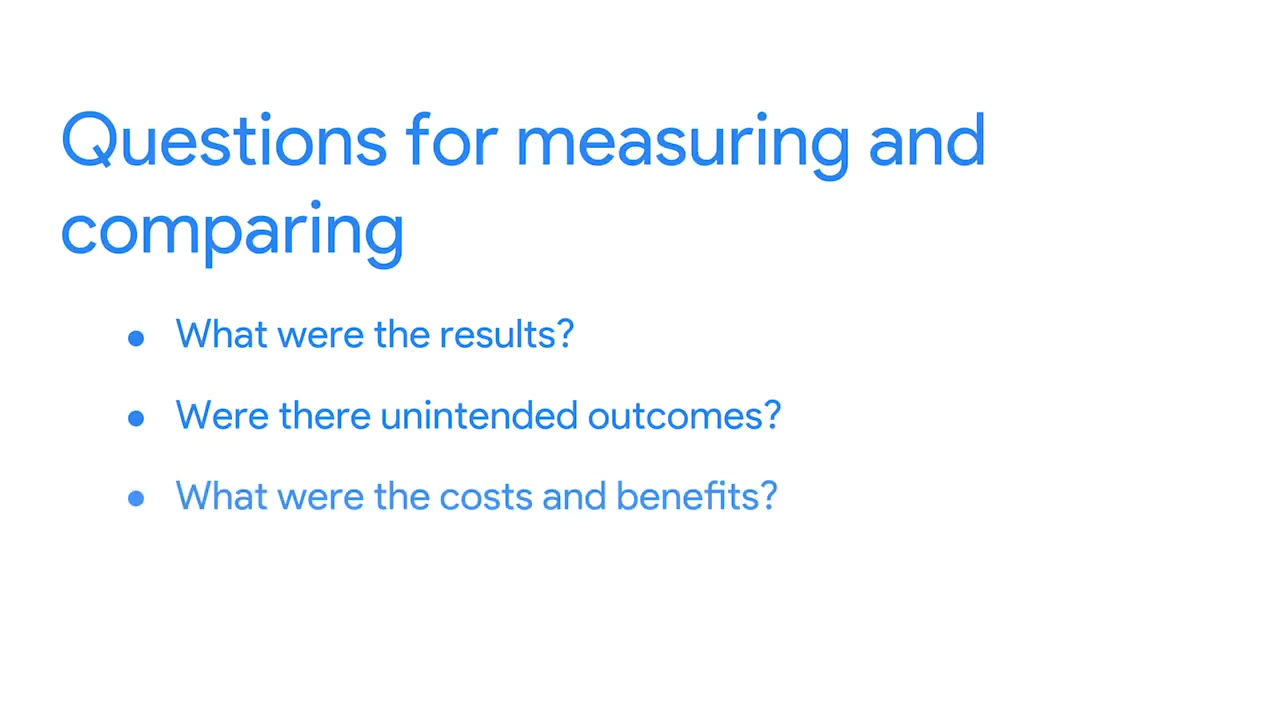 Questions for measuring and
comparing
● What were the results?
● Were there unintended outcomes?
● What were the costs and benefits?